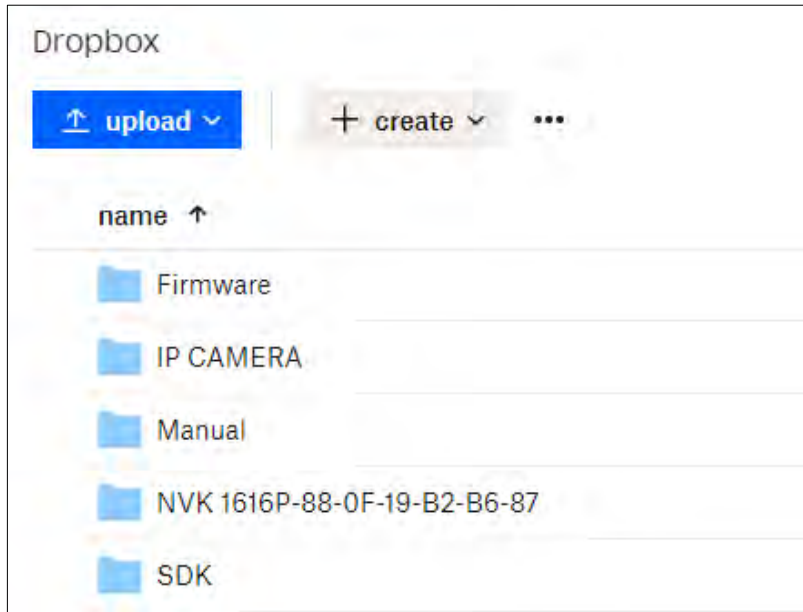 Dropbox
upload
+ create
•••
name ↑
Firmware
IP CAMERA
Manual
NVK 1616P-88-0F-19-B2-B6-87
SDK